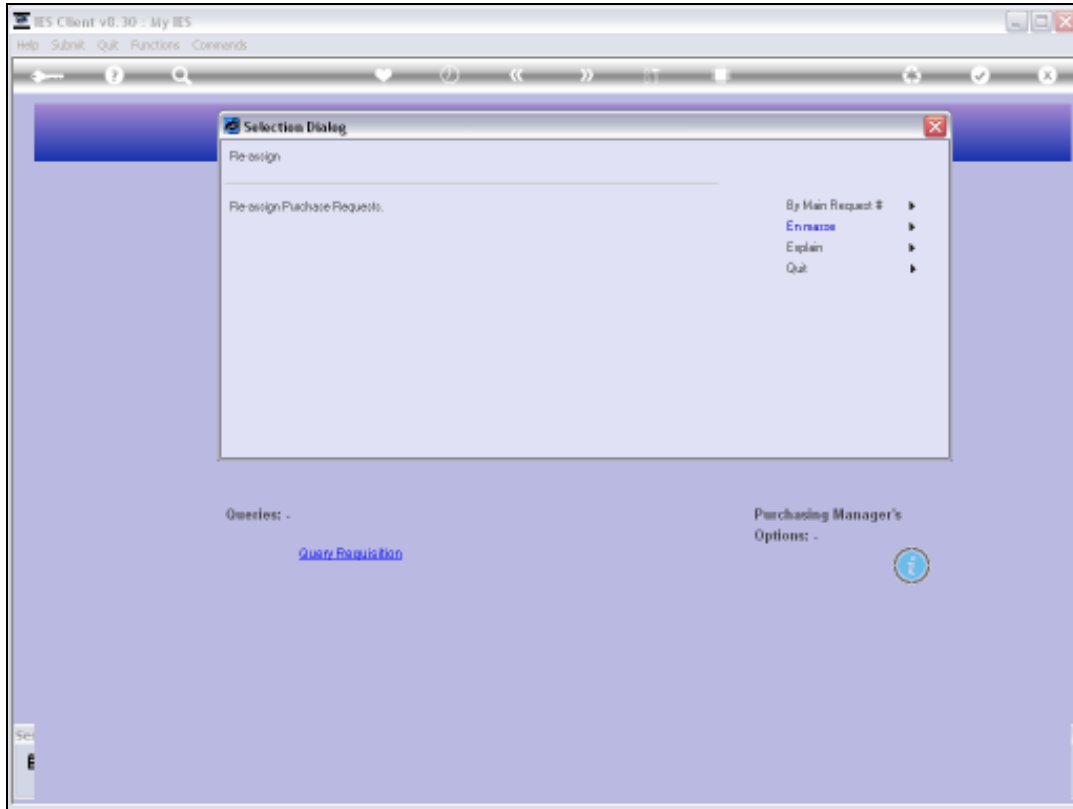 IES Client v8.30 : My IES
Help Submit Quit Functions Commands
Selection Dialog
Re-assign
Re-assign Purchase Requests.
By Main Request #
En masse
Explain
Quit
Queries: -
Purchasing Manager's
Options: -
Query Requisition